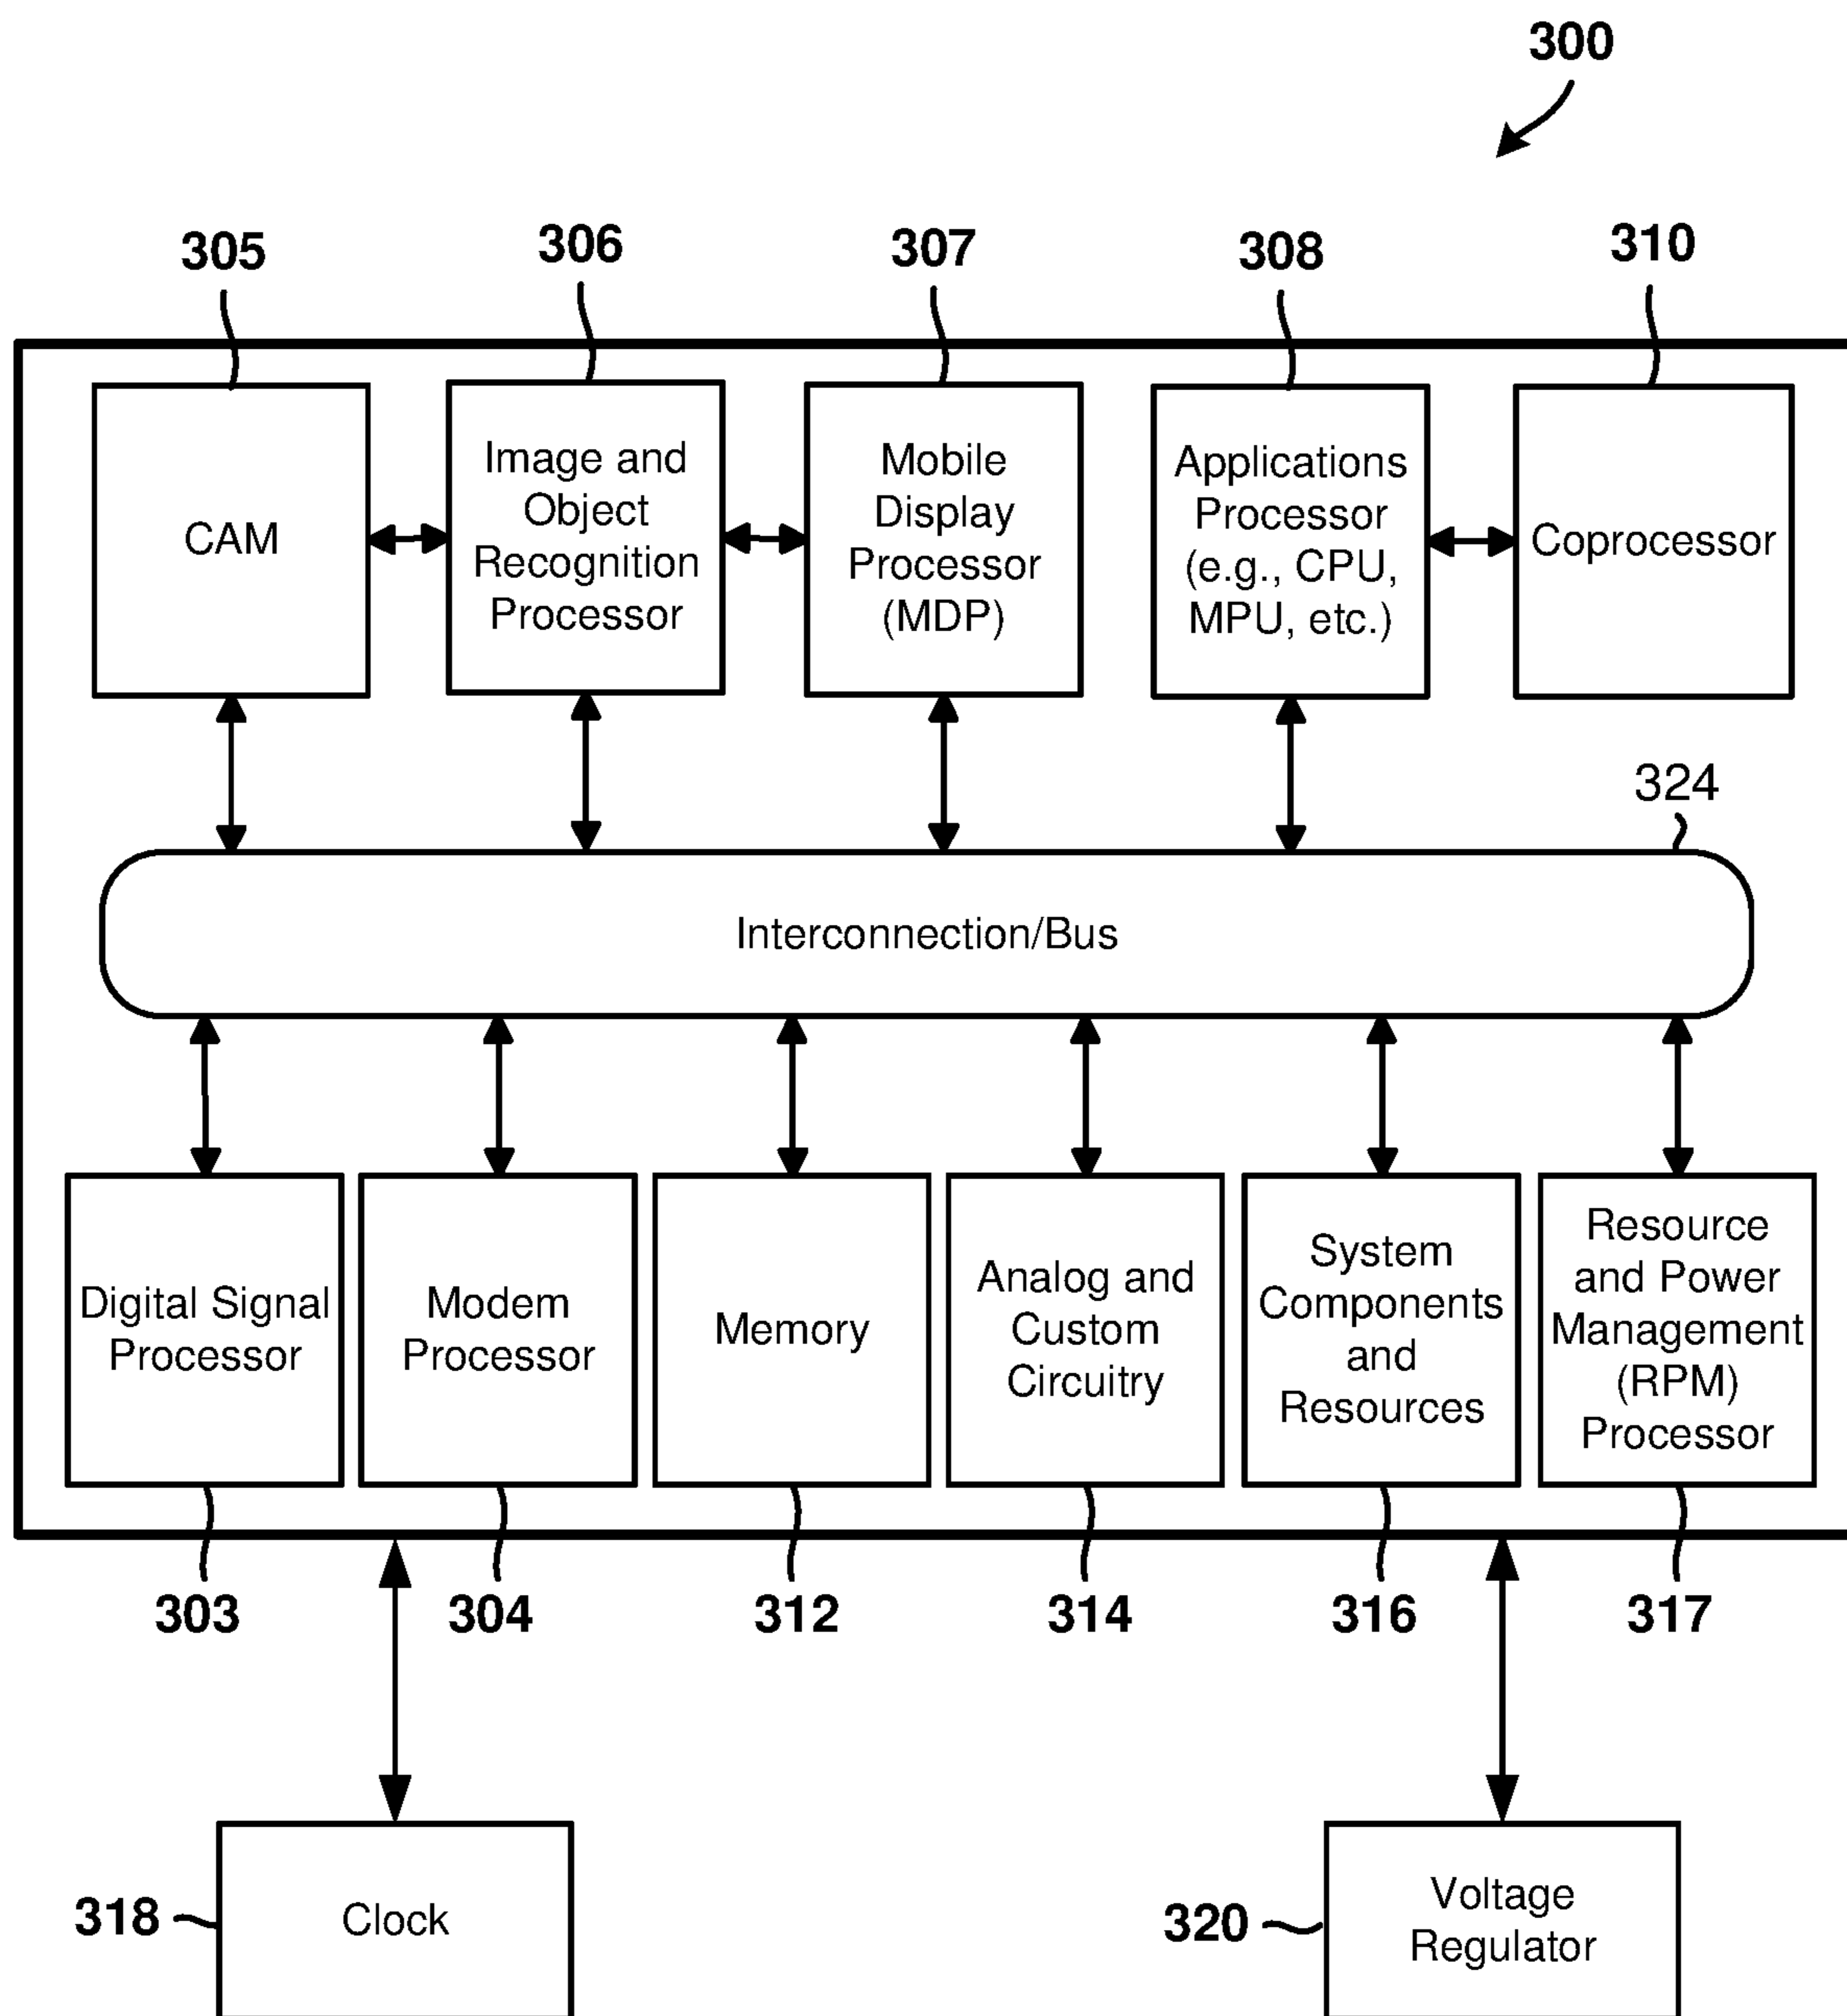 300
305
306
307
308
310
CAM
Image and
Object
Recognition
Processor
Mobile
Display
Processor
(MDP)
Applications
Processor
(e.g., CPU,
MPU, etc.)
Coprocessor
324
Interconnection/Bus
Digital Signal
Processor
Modem
Processor
Memory
Analog and
Custom
Circuitry
System
Components
and
Resources
Resource
and Power
Management
(RPM)
Processor
303
304
312
314
316
317
318
Clock
320
Voltage
Regulator